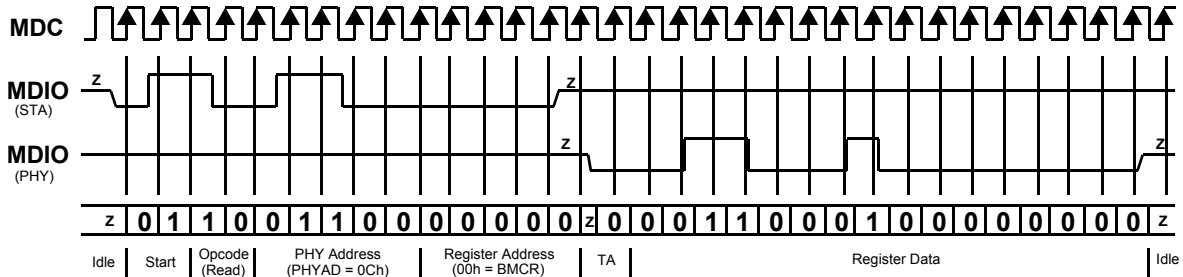 MDC
z z
MDIO
(STA)
z z
MDIO
(PHY)
z 0 1 1 0 0 1 1 0 0 0 0 0 0 0 z 0 0 0 1 1 0 0 0 1 0 0 0 0 0 0 0 0 z
Idle Start Opcode (Read) PHY Address (PHYAD = 0Ch) Register Address (00h = BMCR) TA Register Data Idle